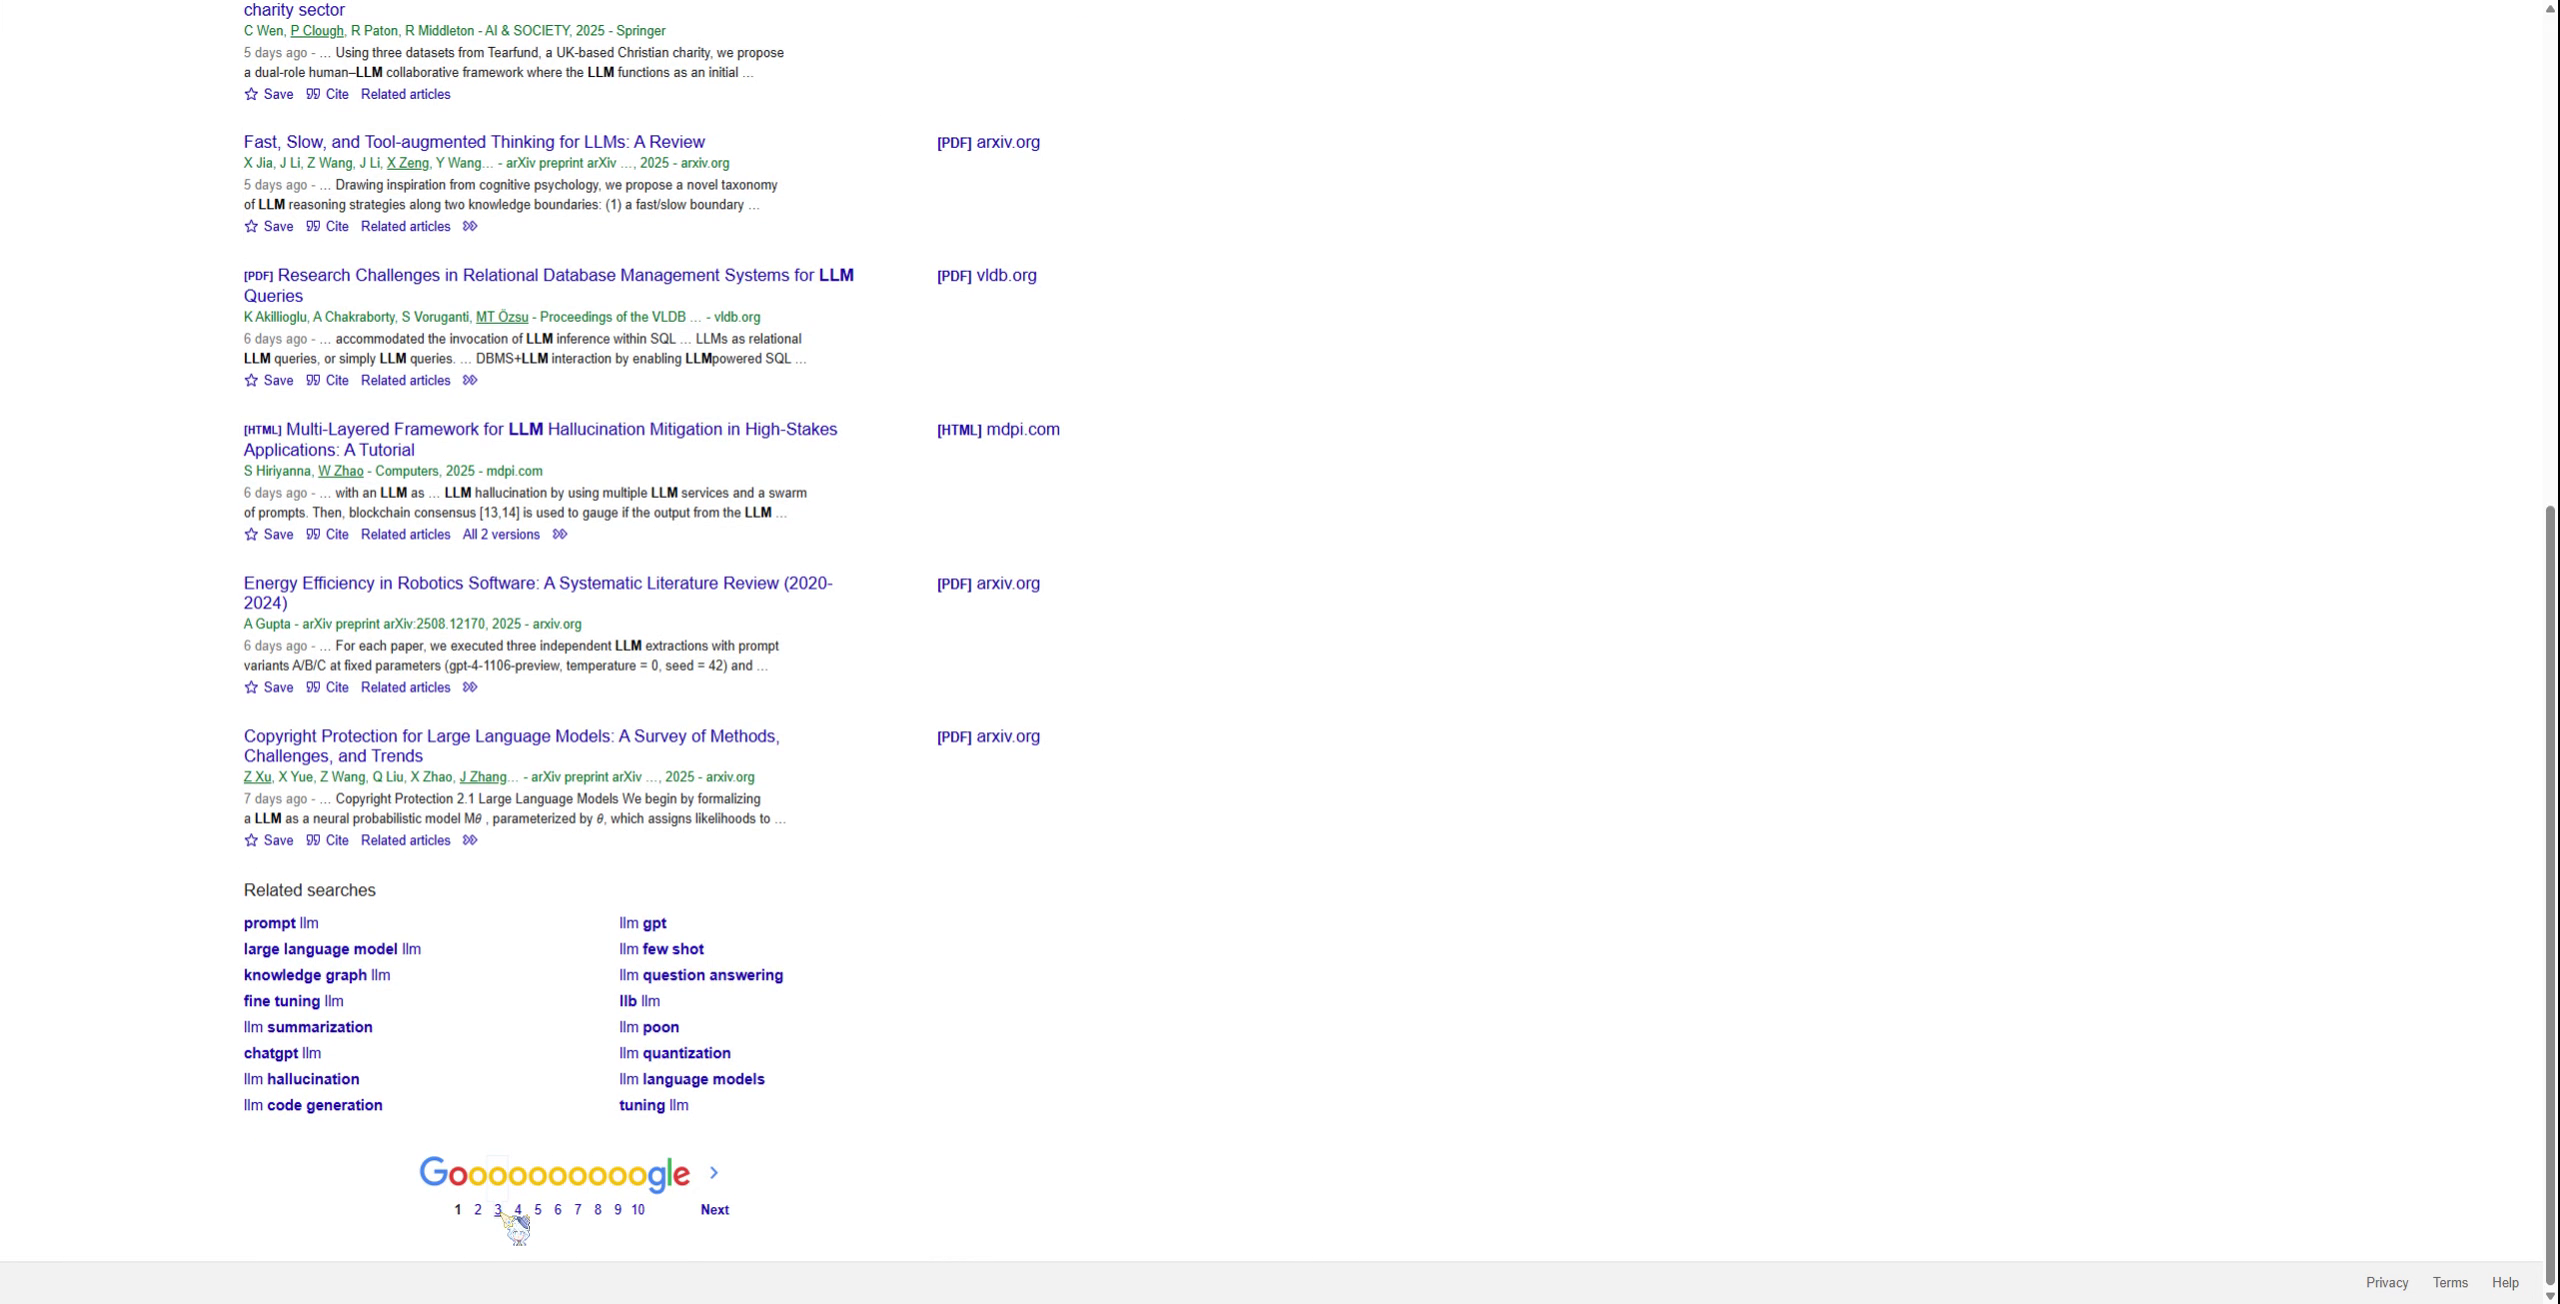 charity sector
C Wen, P Clough, R Paton, R Middleton - AI & SOCIETY, 2025 - Springer
5 days ago - ... Using three datasets from Tearfund, a UK-based Christian charity, we propose
a dual-role human–LLM collaborative framework where the LLM functions as an initial ...
Save Cite Related articles
Fast, Slow, and Tool-augmented Thinking for LLMs: A Review [PDF] arxiv.org
X Jia, J Li, Z Wang, J Li, X Zeng, Y Wang... - arXiv preprint arXiv ..., 2025 - arxiv.org
5 days ago - ... Drawing inspiration from cognitive psychology, we propose a novel taxonomy
of LLM reasoning strategies along two knowledge boundaries: (1) a fast/slow boundary ...
Save Cite Related articles
[PDF] Research Challenges in Relational Database Management Systems for LLM [PDF] vldb.org
Queries
K Akillioglu, A Chakraborty, S Voruganti, MT Özsu - Proceedings of the VLDB ... - vldb.org
6 days ago - ... accommodated the invocation of LLM inference within SQL ... LLMs as relational
LLM queries, or simply LLM queries. ... DBMS+LLM interaction by enabling LLMpowered SQL ...
Save Cite Related articles
[HTML] Multi-Layered Framework for LLM Hallucination Mitigation in High-Stakes [HTML] mdpi.com
Applications: A Tutorial
S Hiriyanna, W Zhao - Computers, 2025 - mdpi.com
6 days ago - ... with an LLM as ... LLM hallucination by using multiple LLM services and a swarm
of prompts. Then, blockchain consensus [13,14] is used to gauge if the output from the LLM ...
Save Cite Related articles All 2 versions
Energy Efficiency in Robotics Software: A Systematic Literature Review (2020- [PDF] arxiv.org
2024)
A Gupta - arXiv preprint arXiv:2508.12170, 2025 - arxiv.org
6 days ago - ... For each paper, we executed three independent LLM extractions with prompt
variants A/B/C at fixed parameters (gpt-4-1106-preview, temperature = 0, seed = 42) and ...
Save Cite Related articles
Copyright Protection for Large Language Models: A Survey of Methods, [PDF] arxiv.org
Challenges, and Trends
Z Xu, X Yue, Z Wang, Q Liu, X Zhao, J Zhang... - arXiv preprint arXiv ..., 2025 - arxiv.org
7 days ago - ... Copyright Protection 2.1 Large Language Models We begin by formalizing
a LLM as a neural probabilistic model Mθ , parameterized by θ, which assigns likelihoods to ...
Save Cite Related articles
Related searches
prompt llm
large language model llm
knowledge graph llm
fine tuning llm
llm summarization
chatgpt llm
llm hallucination
llm code generation
llm gpt
llm few shot
llm question answering
llb llm
llm poon
llm quantization
llm language models
tuning llm
Goooooooooogle
1 2 3 4 5 6 7 8 9 10 Next
Privacy Terms Help